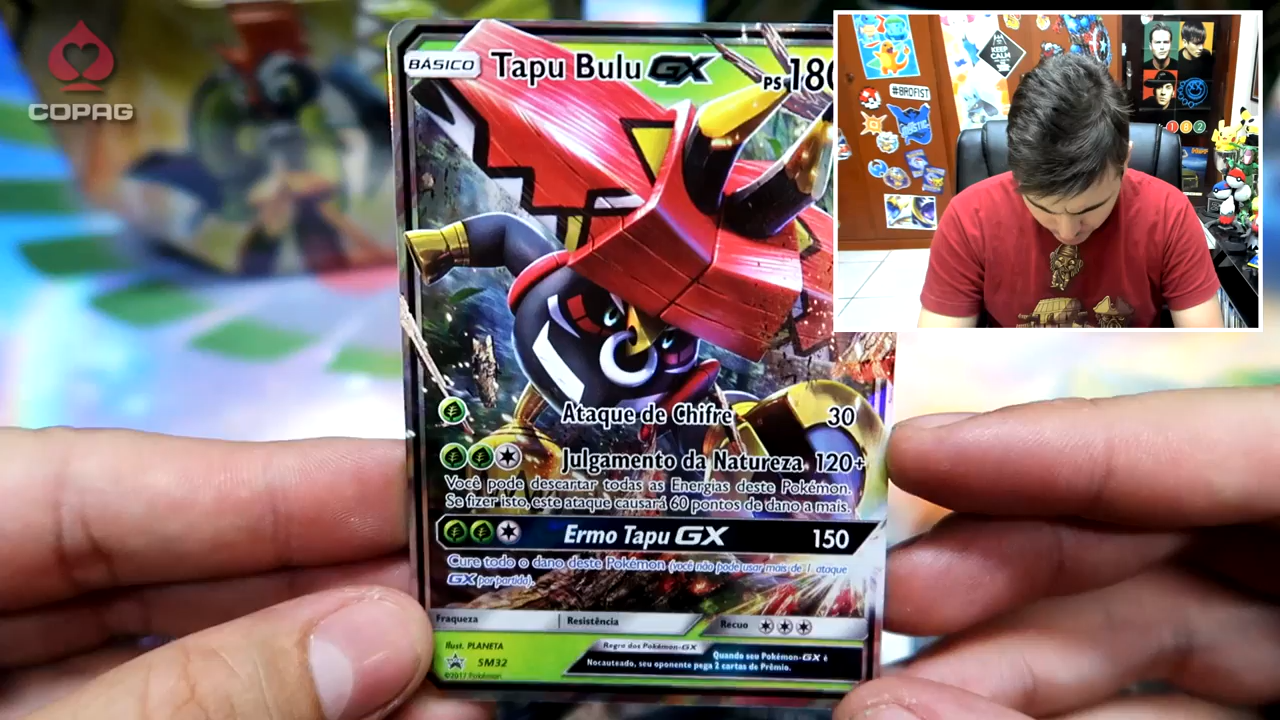 COPAG
BÁSICO
Tapu Bulu GX
PS 180
KEEP
CALM
#BROFIST
Ataque de Chifre 30
Julgamento da Natureza 120+
Você pode descartar todas as Energias deste Pokémon.
Se fizer isto, este ataque causará 60 pontos de dano a mais.
Ermo Tapu GX 150
Cure todo o dano deste Pokémon (você não pode usar mais de 1 ataque
GX por partida).
Fraqueza
Resistência
Recuo
Ilust. PLANETA
SM32
©2017 Pokémon
Regra dos Pokémon-GX
Quando seu Pokémon-GX é
Nocauteado, seu oponente pega 2 cartas de Prêmio.